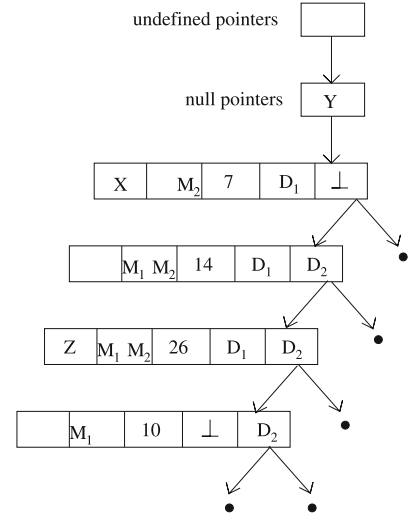 undefined pointers
null pointers Y
X M₂ 7 D₁ ⊥
M₁ M₂ 14 D₁ D₂
Z M₁ M₂ 26 D₁ D₂
M₁ 10 ⊥ D₂